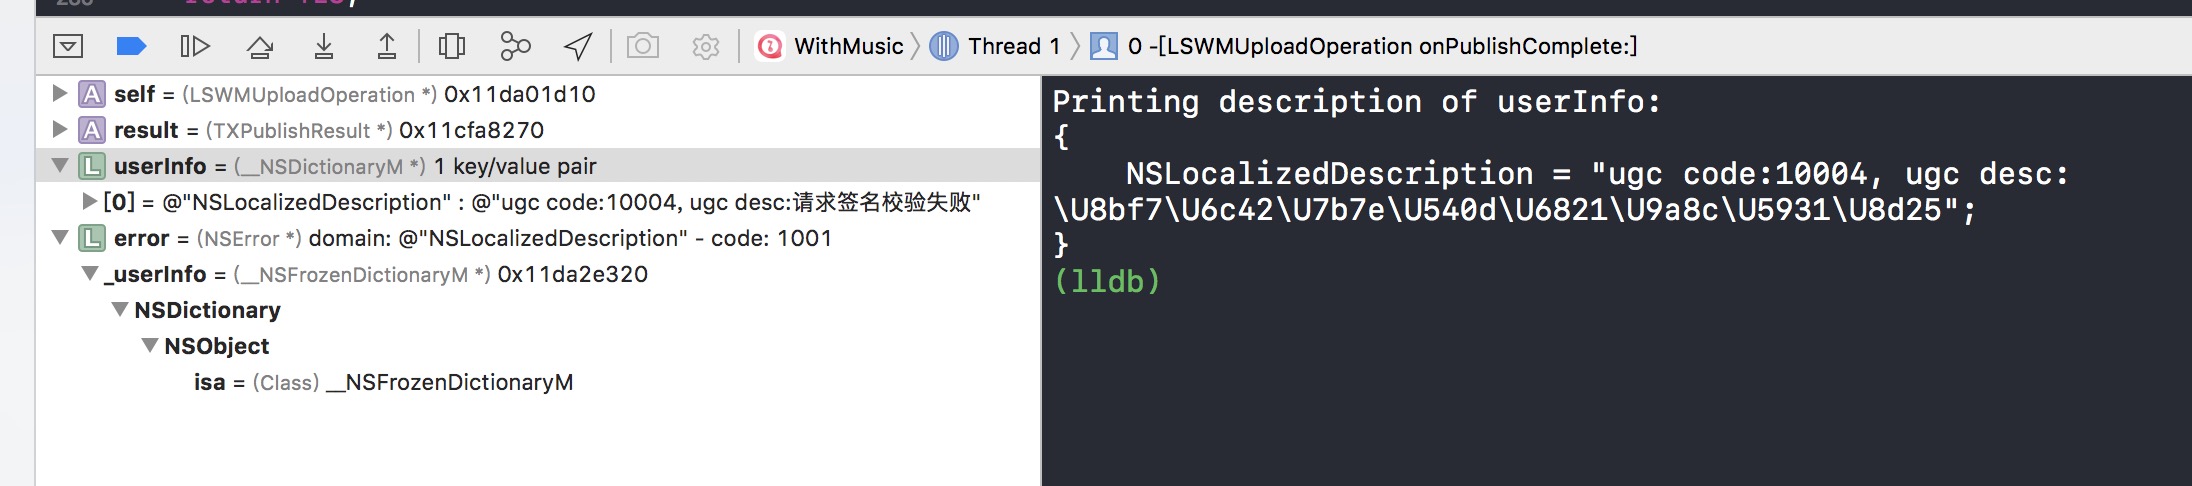 WithMusic Thread 1 0 -[LSWMUploadOperation onPublishComplete:]
A self = (LSWMUploadOperation *) 0x11da01d10
A result = (TXPublishResult *) 0x11cfa8270
L userInfo = (__NSDictionaryM *) 1 key/value pair
[0] = @"NSLocalizedDescription" : @"ugc code:10004, ugc desc:请求签名校验失败"
L error = (NSError *) domain: @"NSLocalizedDescription" - code: 1001
_userInfo = (__NSFrozenDictionaryM *) 0x11da2e320
NSDictionary
NSObject
isa = (Class) __NSFrozenDictionaryM
Printing description of userInfo:
{
    NSLocalizedDescription = "ugc code:10004, ugc desc:
\U8bf7\U6c42\U7b7e\U540d\U6821\U9a8c\U5931\U8d25";
}
(lldb)